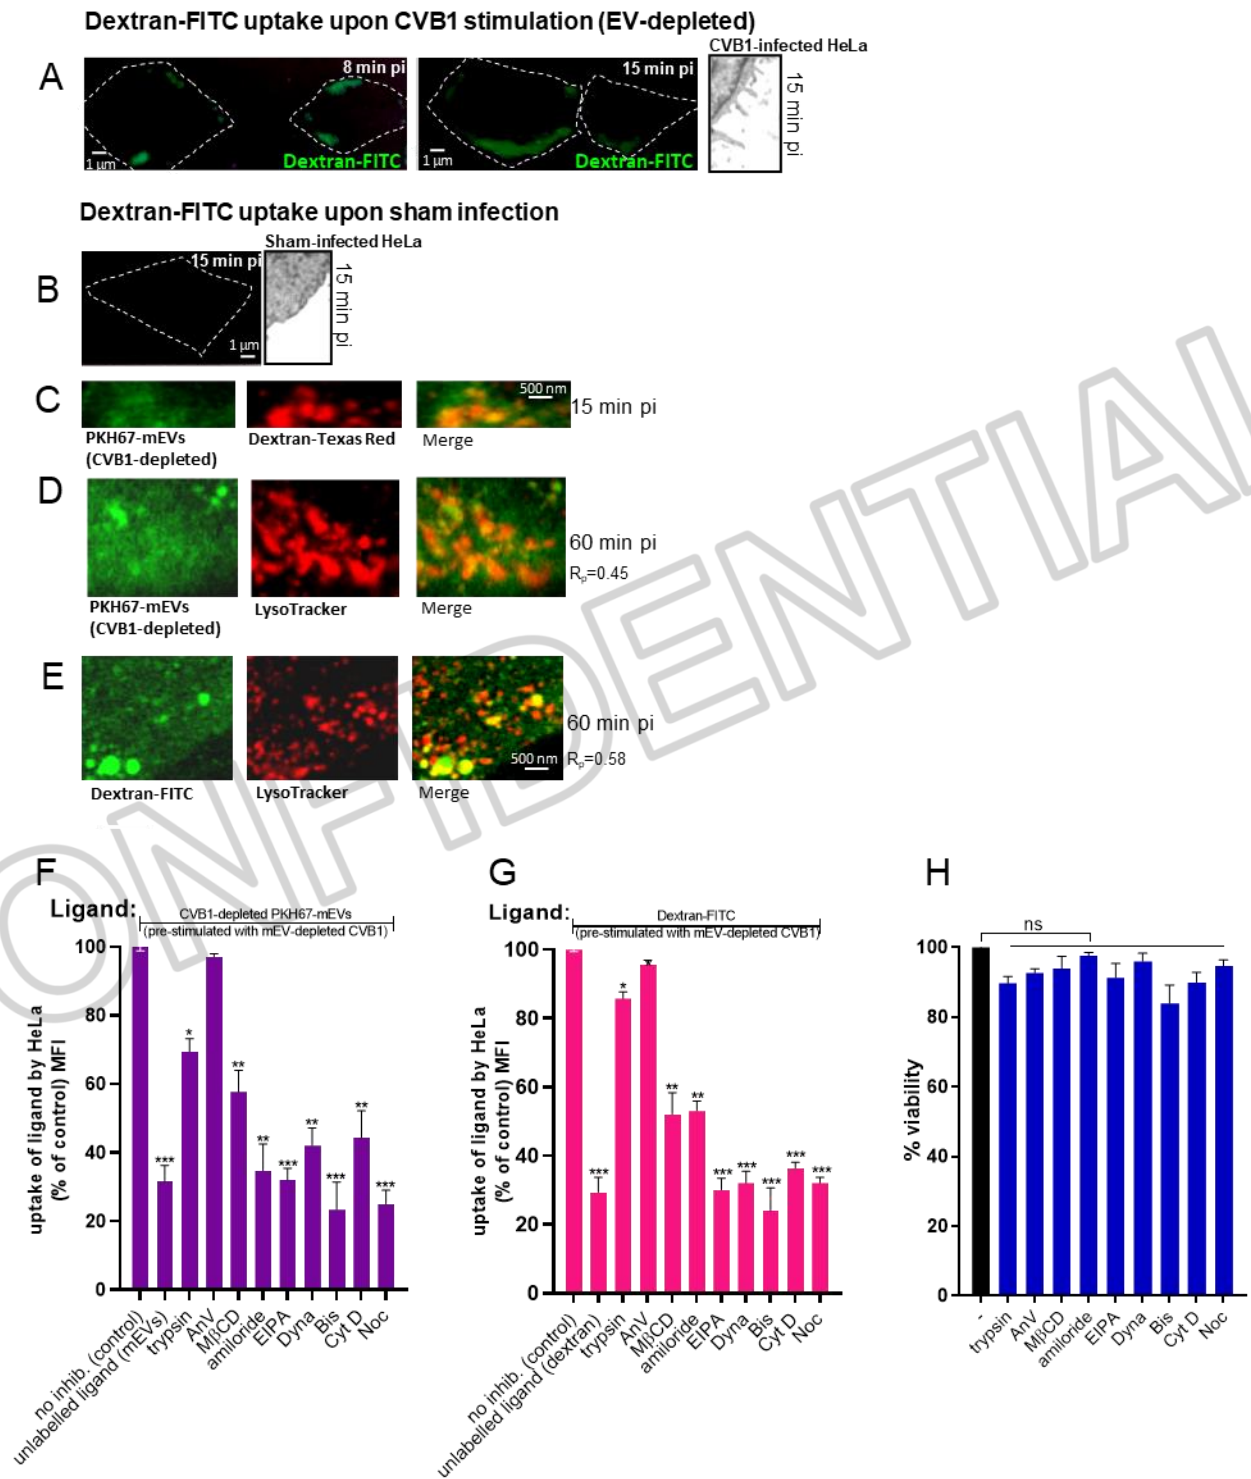 Dextran-FITC uptake upon CVB1 stimulation (EV-depleted)
CVB1-infected HeLa
A
8 min pi
1 µm
Dextran-FITC
15 min pi
1 µm
Dextran-FITC
15 min pi
Dextran-FITC uptake upon sham infection
Sham-infected HeLa
B
15 min pi
1 µm
15 min pi
C
500 nm
15 min pi
PKH67-mEVs
(CVB1-depleted)
Dextran-Texas Red
Merge
D
60 min pi
Rp=0.45
PKH67-mEVs
(CVB1-depleted)
LysoTracker
Merge
E
60 min pi
500 nm
Rp=0.58
Dextran-FITC
LysoTracker
Merge
CONFIDENTIAL
F
Ligand:
CVB1-depleted PKH67-mEVs
(pre-stimulated with mEV-depleted CVB1)
uptake of ligand by HeLa
(% of control) MFI
100
80
60
40
20
0
***
*
**
**
***
**
***
**
***
no inhib. (control)
unlabelled ligand (mEVs)
trypsin
AnV
MβCD
amiloride
EIPA
Dyna
Bis
Cyt D
Noc
G
Ligand:
Dextran-FITC
(pre-stimulated with mEV-depleted CVB1)
uptake of ligand by HeLa
(% of control) MFI
100
80
60
40
20
0
***
*
**
**
***
***
***
***
***
no inhib. (control)
unlabelled ligand (dextran)
trypsin
AnV
MβCD
amiloride
EIPA
Dyna
Bis
Cyt D
Noc
H
ns
% viability
100
80
60
40
20
0
-
trypsin
AnV
MβCD
amiloride
EIPA
Dyna
Bis
Cyt D
Noc